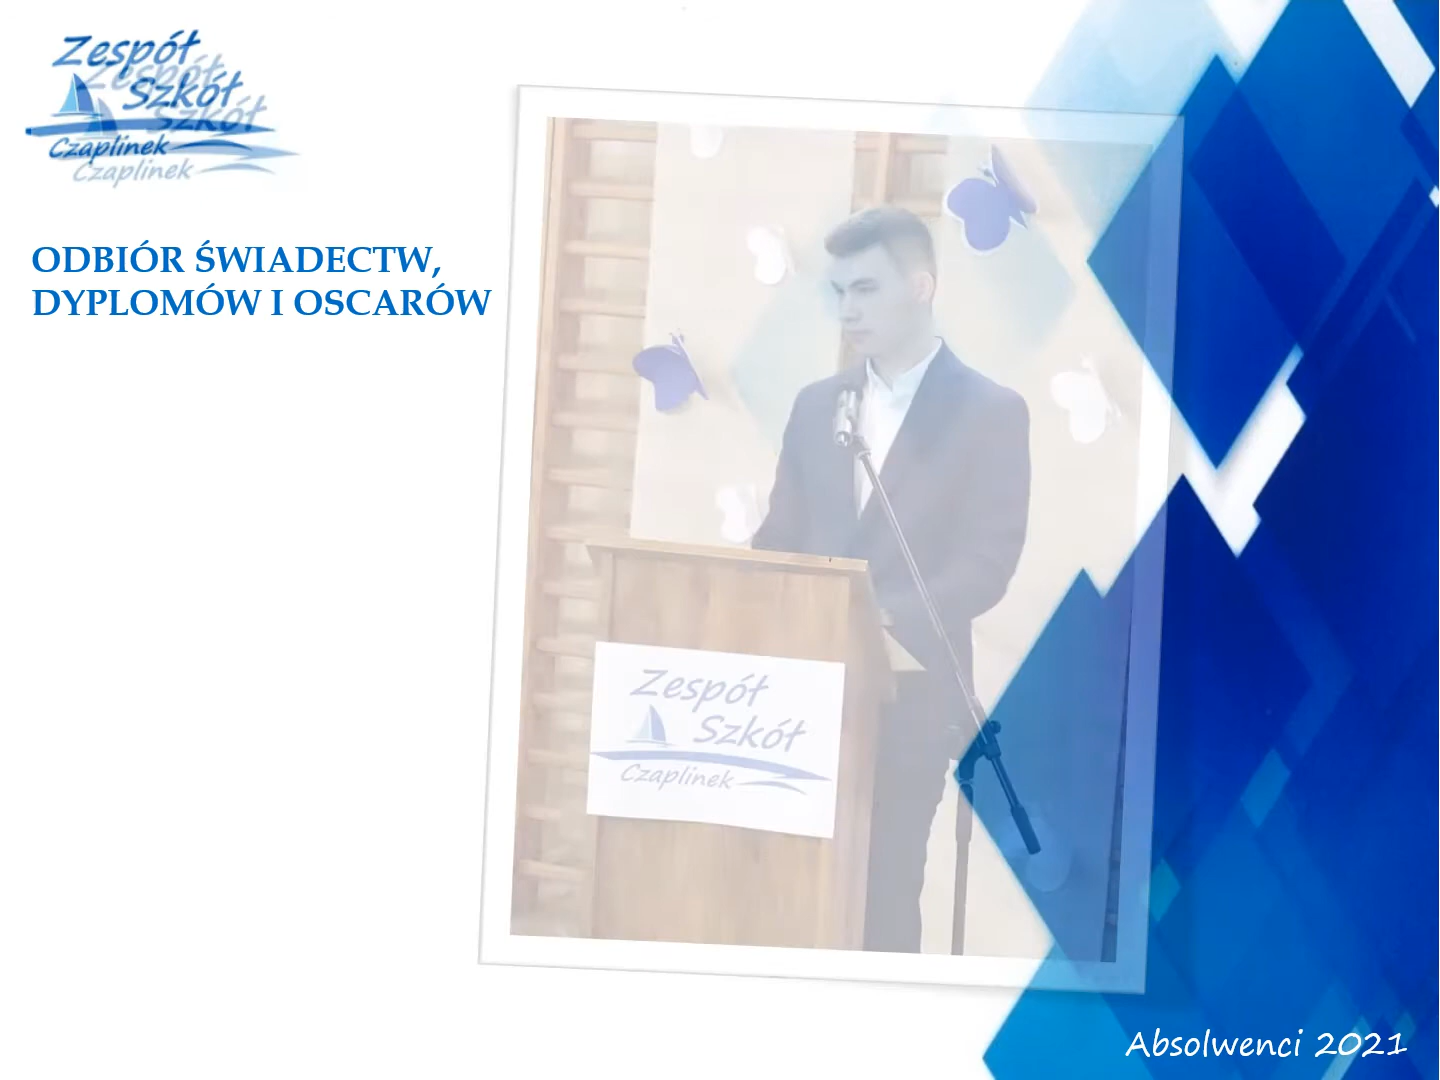 Zespół
Szkół
Czaplinek
ODBIÓR ŚWIADECTW,
DYPLOMÓW I OSCARÓW
Zespół
Szkół
Czaplinek
Absolwenci 2021